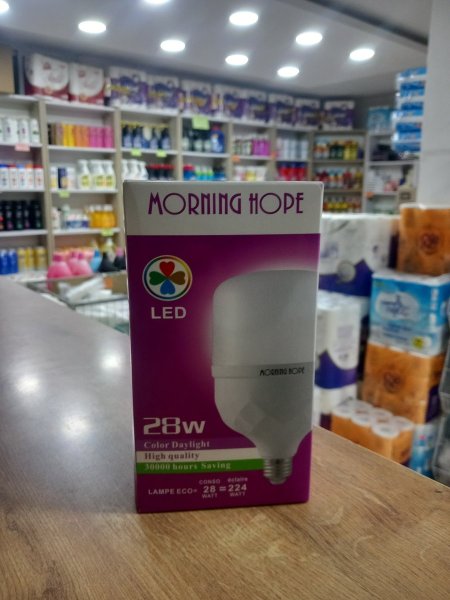 MORNING HOPE
LED
MORNING HOPE
28W
Color Daylight
High quality
30000 hours Saving
LAMPE ECO+ CONSO 28 WATT = éclaire 224 WATT